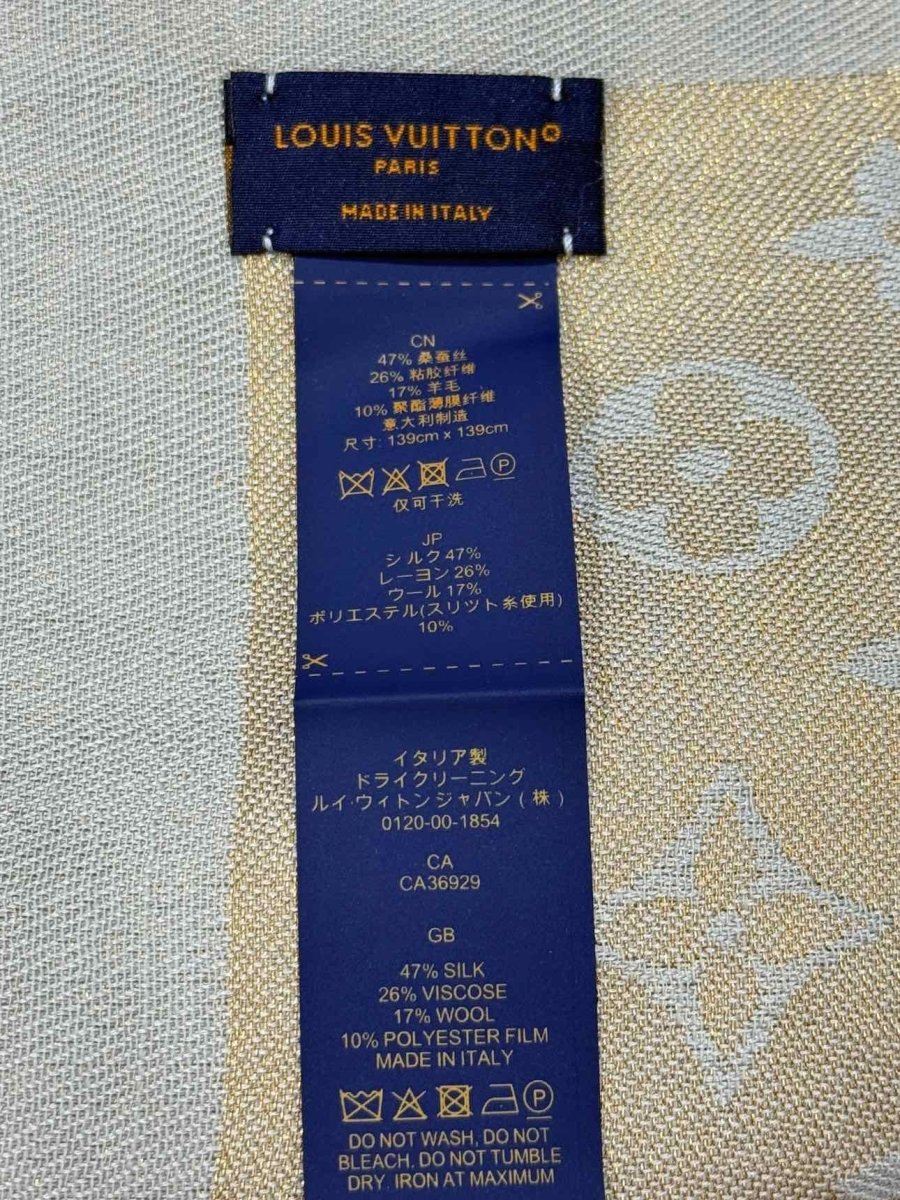 LOUIS VUITTON®
PARIS
MADE IN ITALY
CN
47% 桑蚕丝
26% 粘胶纤维
17% 羊毛
10% 聚酯薄膜纤维
意大利制造
尺寸: 139cm x 139cm
P
仅可干洗
JP
シルク47%
レーヨン26%
ウール17%
ポリエステル(スリツト糸使用)
10%
イタリア製
ドライクリーニング
ルイ·ウィトンジャパン(株)
0120-00-1854
CA
CA36929
GB
47% SILK
26% VISCOSE
17% WOOL
10% POLYESTER FILM
MADE IN ITALY
P
DO NOT WASH, DO NOT
BLEACH, DO NOT TUMBLE
DRY, IRON AT MAXIMUM